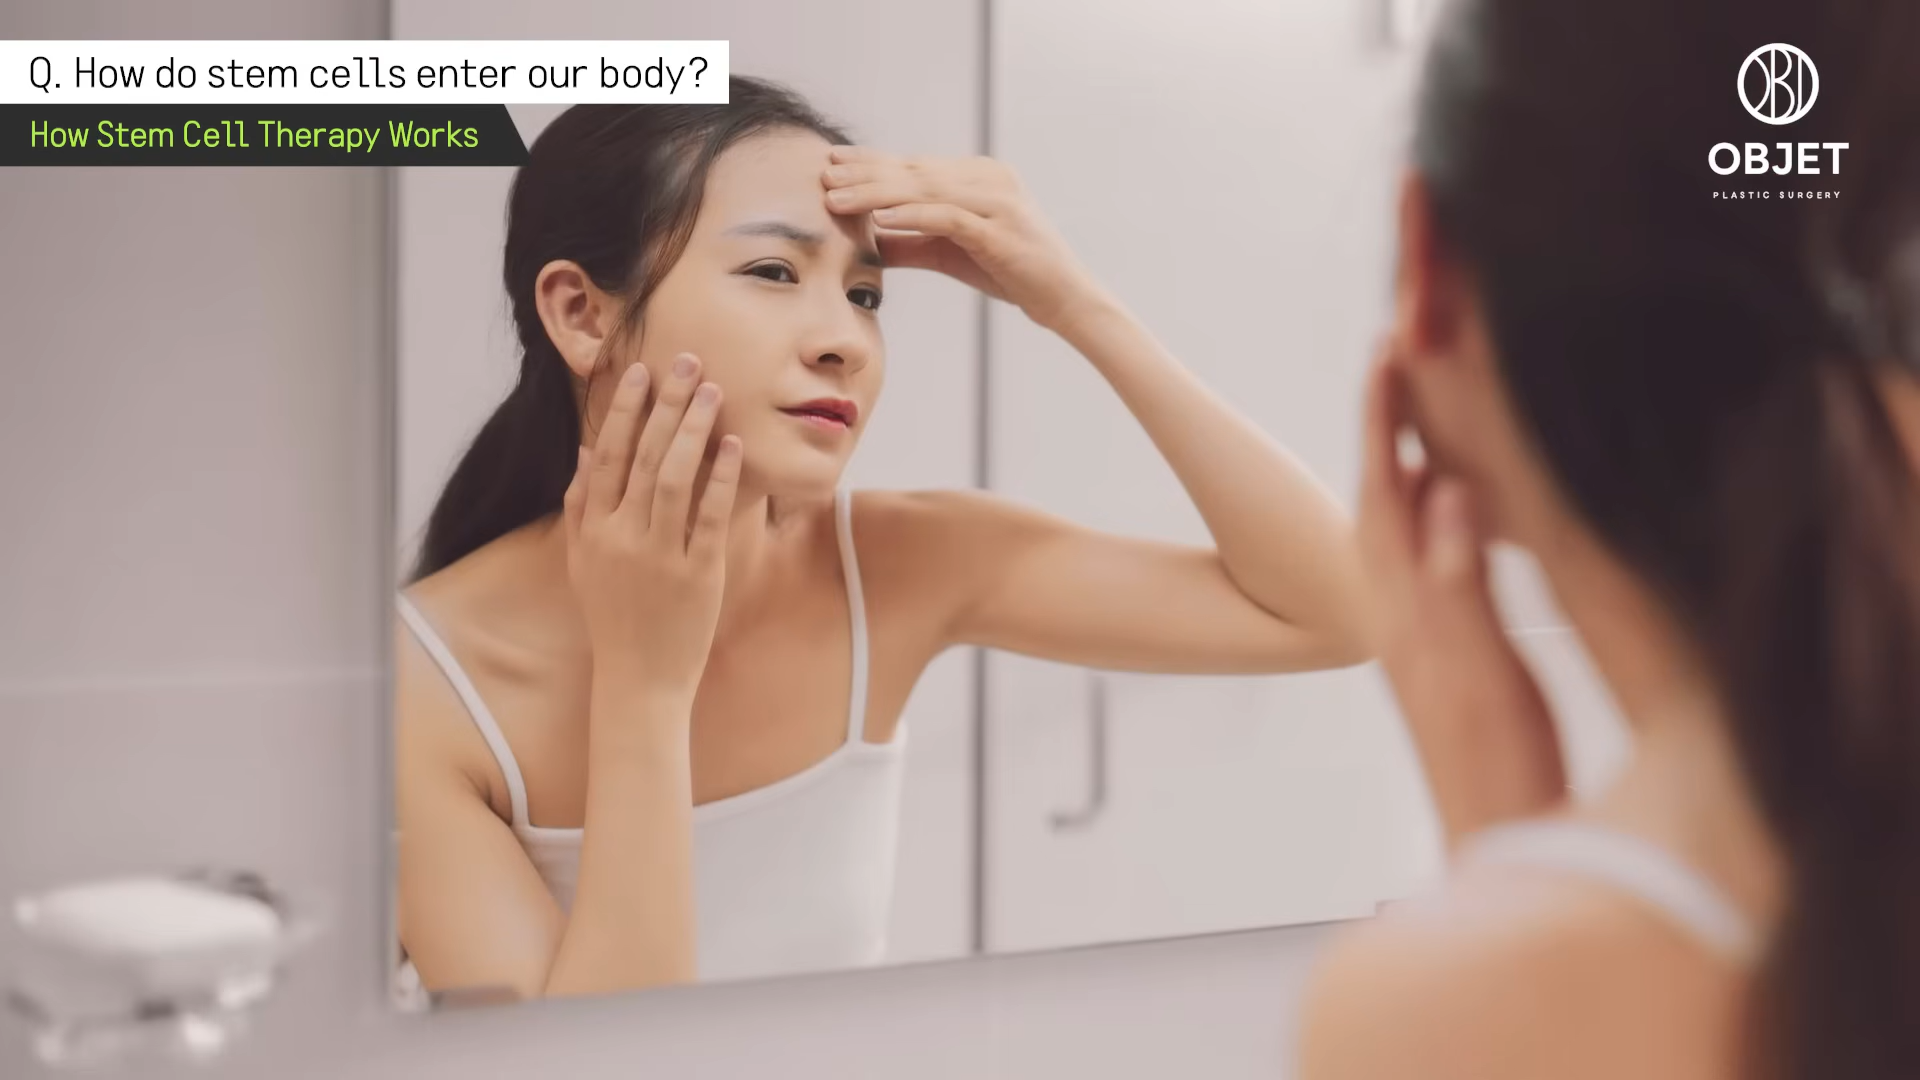 Q. How do stem cells enter our body?
How Stem Cell Therapy Works
OBJET
PLASTIC SURGERY